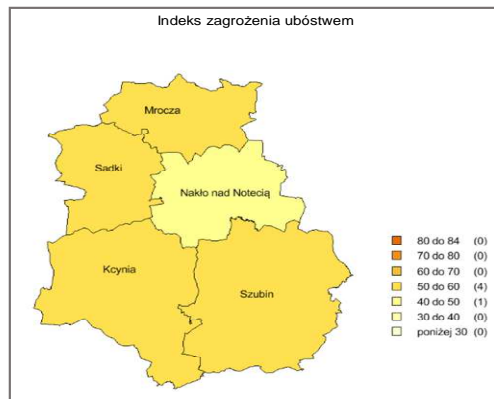 Indeks zagrożenia ubóstwem
Mrocza
Sadki
Nakło nad Notecią
Kcynia
Szubin
80 do 84 (0)
70 do 80 (0)
60 do 70 (0)
50 do 60 (4)
40 do 50 (1)
30 do 40 (0)
poniżej 30 (0)